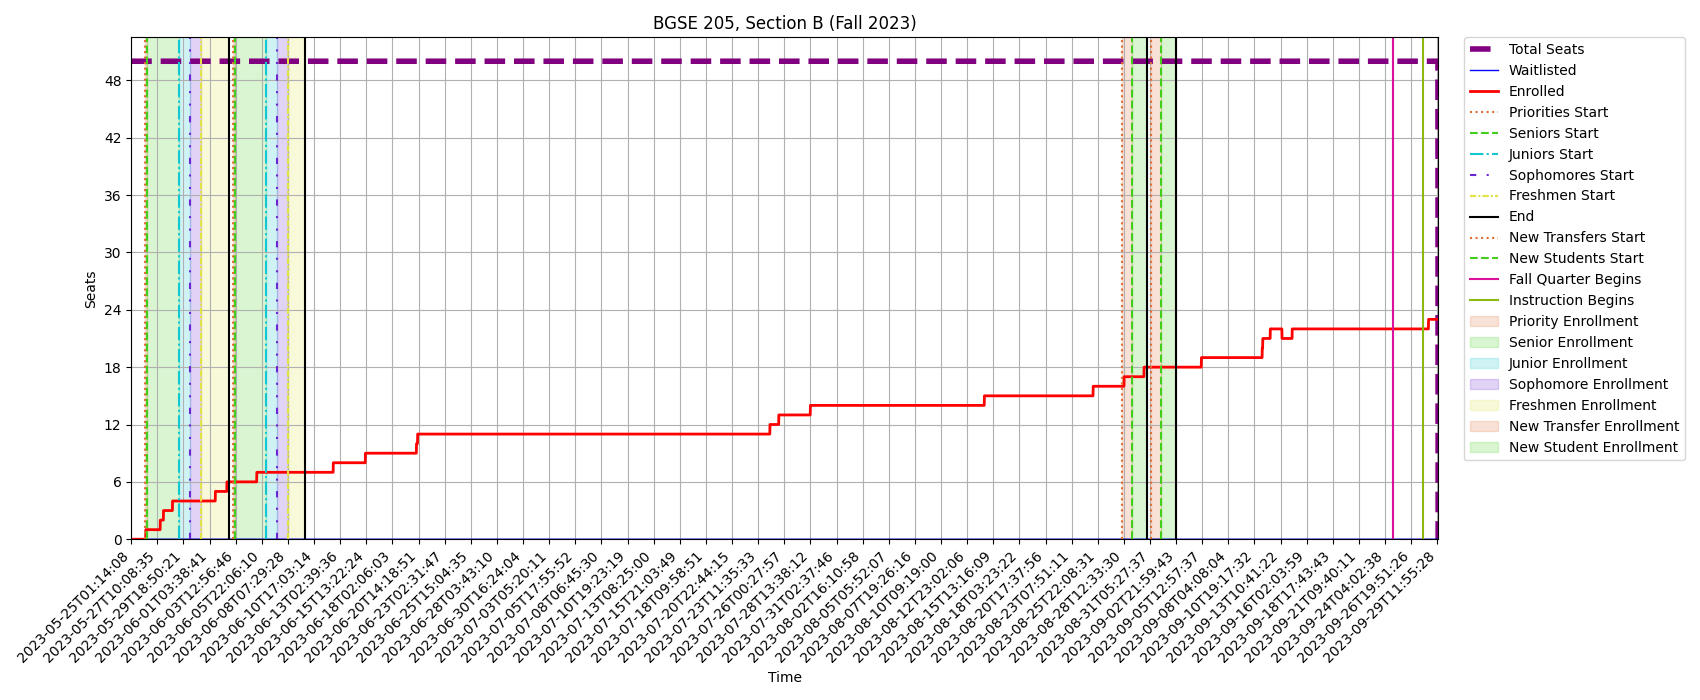 BGSE 205, Section B (Fall 2023)
Seats
48
42
36
30
24
18
12
6
0
2023-05-25T01:14:08
2023-05-27T10:08:35
2023-05-29T18:50:21
2023-06-01T03:38:41
2023-06-03T12:56:46
2023-06-05T22:06:10
2023-06-08T07:29:28
2023-06-10T17:03:14
2023-06-13T02:39:36
2023-06-15T13:22:24
2023-06-18T02:06:03
2023-06-20T14:18:51
2023-06-23T02:31:47
2023-06-25T15:04:35
2023-06-28T03:43:10
2023-06-30T16:24:04
2023-07-03T05:20:11
2023-07-05T17:55:52
2023-07-08T06:45:30
2023-07-10T19:23:19
2023-07-13T08:25:00
2023-07-15T21:03:49
2023-07-18T09:58:51
2023-07-20T22:44:15
2023-07-23T11:35:33
2023-07-26T00:27:57
2023-07-28T13:38:12
2023-07-31T02:37:46
2023-08-02T16:10:58
2023-08-05T05:52:07
2023-08-07T19:26:16
2023-08-10T09:19:00
2023-08-12T23:02:06
2023-08-15T13:16:09
2023-08-18T03:23:22
2023-08-20T17:37:56
2023-08-23T07:51:11
2023-08-25T22:08:31
2023-08-28T12:33:30
2023-08-31T05:27:37
2023-09-02T21:59:43
2023-09-05T12:57:37
2023-09-08T04:08:04
2023-09-10T19:17:32
2023-09-13T10:41:22
2023-09-16T02:03:59
2023-09-18T17:43:43
2023-09-21T09:40:11
2023-09-24T04:02:38
2023-09-26T19:51:26
2023-09-29T11:55:28
Time
Total Seats
Waitlisted
Enrolled
Priorities Start
Seniors Start
Juniors Start
Sophomores Start
Freshmen Start
End
New Transfers Start
New Students Start
Fall Quarter Begins
Instruction Begins
Priority Enrollment
Senior Enrollment
Junior Enrollment
Sophomore Enrollment
Freshmen Enrollment
New Transfer Enrollment
New Student Enrollment